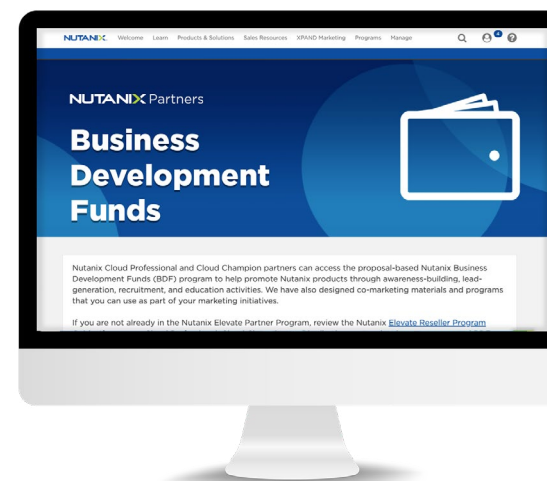 NUTANIX Welcome Learn Products & Solutions Sales Resources XPAND Marketing Programs Manage 4 ?
NUTANIX Partners
Business
Development
Funds
Nutanix Cloud Professional and Cloud Champion partners can access the proposal-based Nutanix Business
Development Funds (BDF) program to help promote Nutanix products through awareness-building, lead-
generation, recruitment, and education activities. We have also designed co-marketing materials and programs
that you can use as part of your marketing initiatives.
If you are not already in the Nutanix Elevate Partner Program, review the Nutanix Elevate Reseller Program